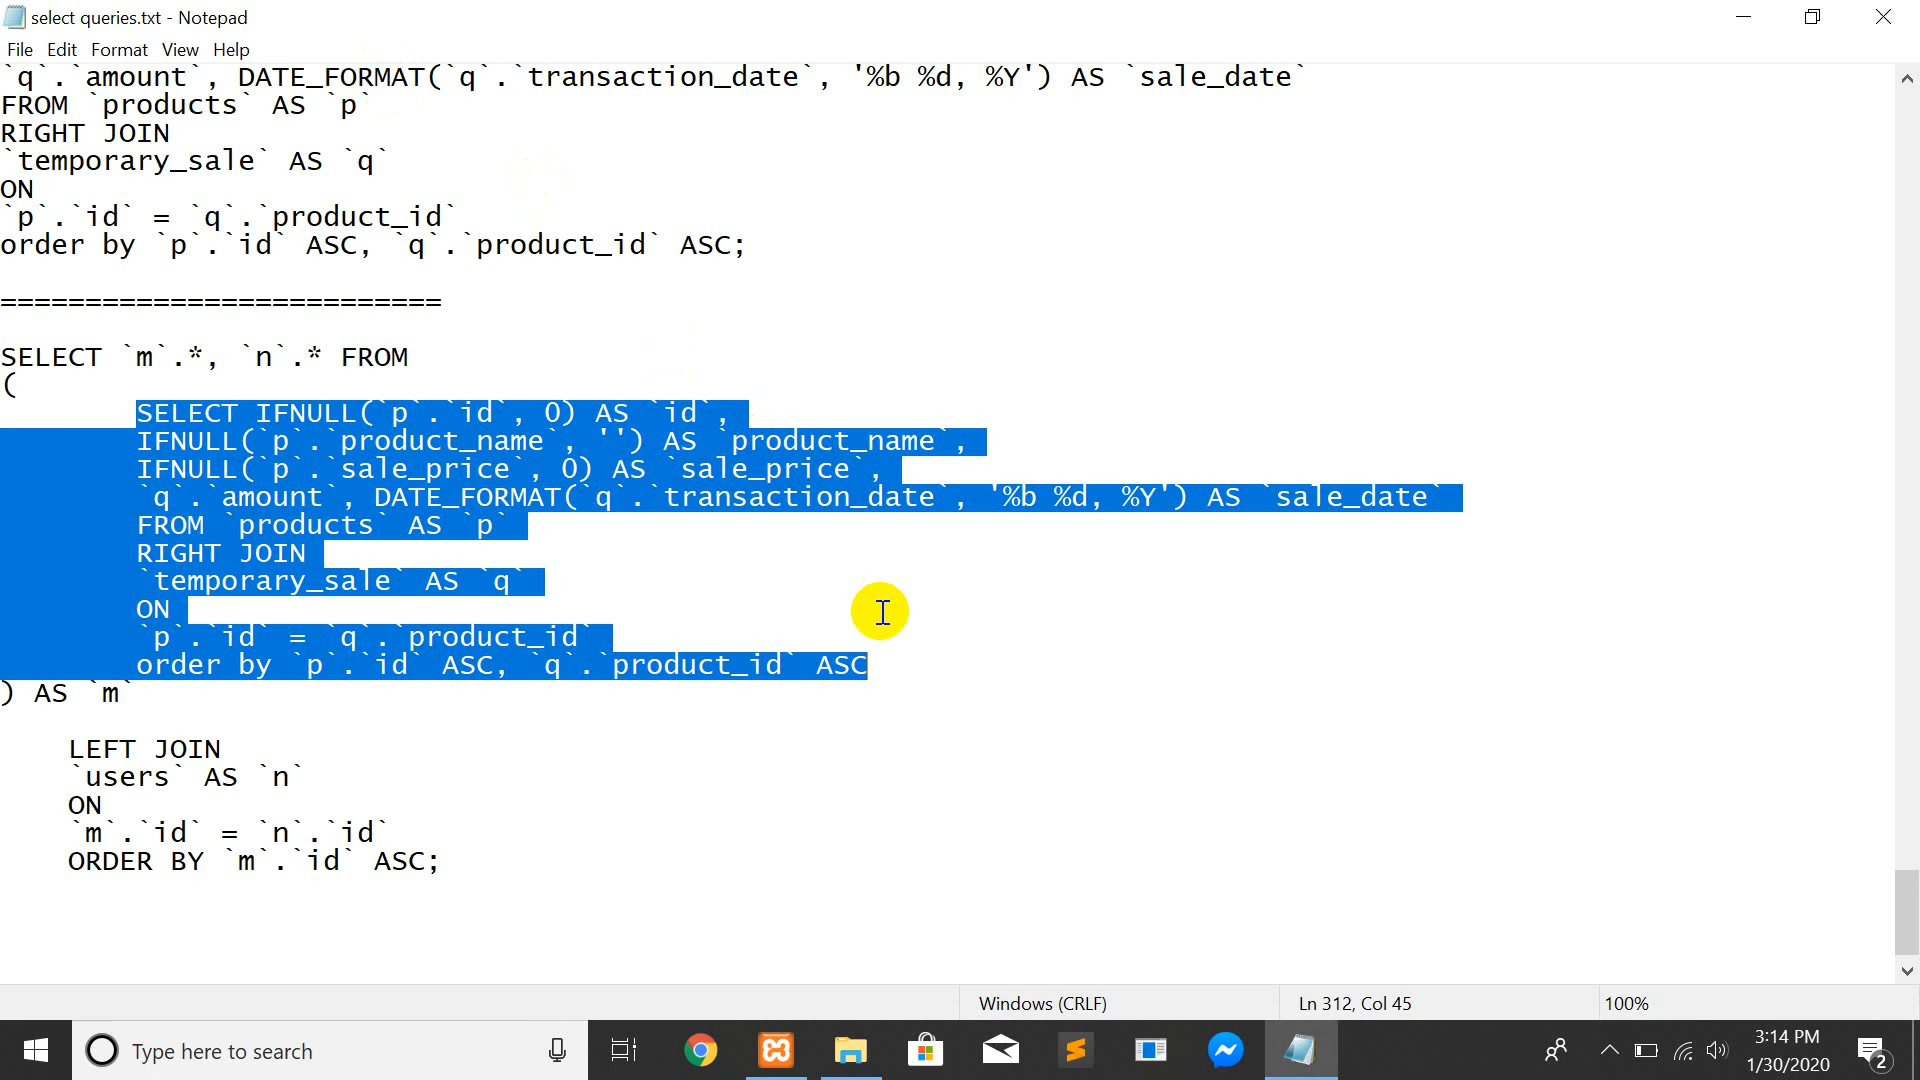 select queries.txt - Notepad
File Edit Format View Help
`q`.`amount`, DATE_FORMAT(`q`.`transaction_date`, '%b %d, %Y') AS `sale_date`
FROM `products` AS `p`
RIGHT JOIN
`temporary_sale` AS `q`
ON
`p`.`id` = `q`.`product_id`
order by `p`.`id` ASC, `q`.`product_id` ASC;
==========================
SELECT `m`.*, `n`.* FROM
(
SELECT IFNULL(`p`.`id`, 0) AS `id`,
IFNULL(`p`.`product_name`, '') AS `product_name`,
IFNULL(`p`.`sale_price`, 0) AS `sale_price`,
`q`.`amount`, DATE_FORMAT(`q`.`transaction_date`, '%b %d, %Y') AS `sale_date`
FROM `products` AS `p`
RIGHT JOIN
`temporary_sale` AS `q`
ON
`p`.`id` = `q`.`product_id`
order by `p`.`id` ASC, `q`.`product_id` ASC
) AS `m`
LEFT JOIN
`users` AS `n`
ON
`m`.`id` = `n`.`id`
ORDER BY `m`.`id` ASC;
Windows (CRLF) Ln 312, Col 45 100%
Type here to search
3:14 PM
1/30/2020
2